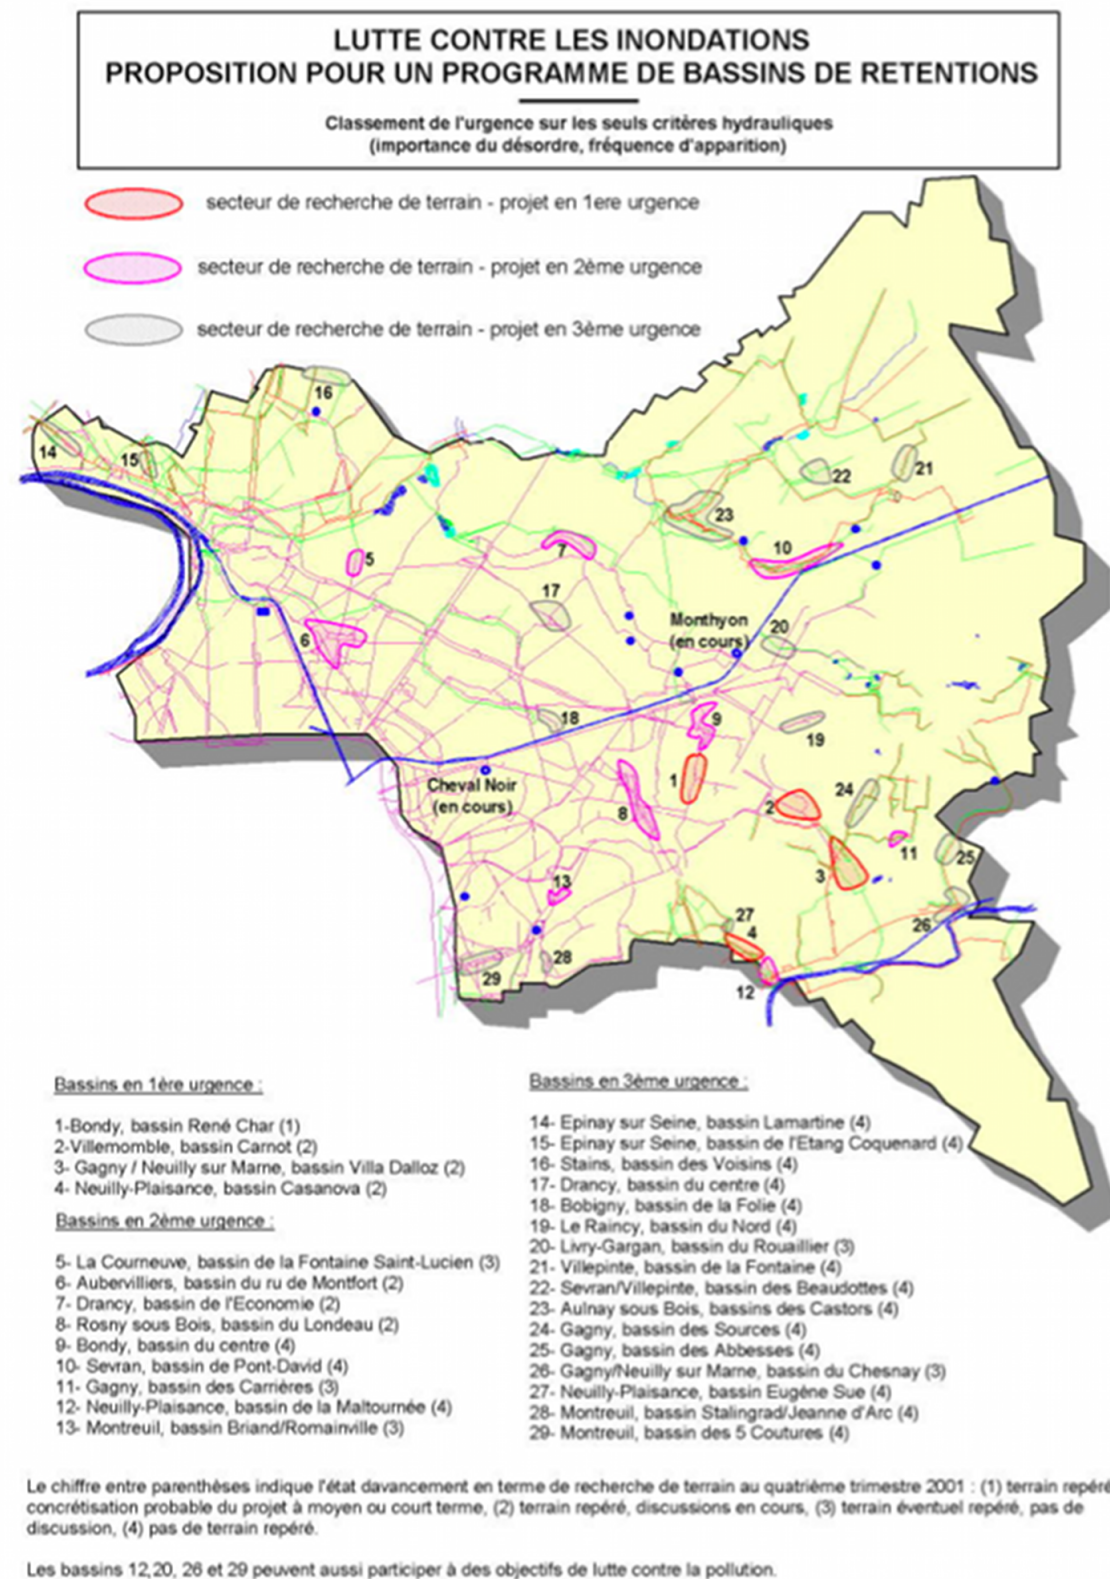 LUTTE CONTRE LES INONDATIONS
PROPOSITION POUR UN PROGRAMME DE BASSINS DE RETENTIONS
Classement de l'urgence sur les seuls critères hydrauliques
(importance du désordre, fréquence d'apparition)
secteur de recherche de terrain - projet en 1ere urgence
secteur de recherche de terrain - projet en 2ème urgence
secteur de recherche de terrain - projet en 3ème urgence
16
14
15
22
21
23
5
7
10
17
6
Monthyon
(en cours)
20
18
9
19
1
Cheval Noir
(en cours)
8
2
24
11
3
25
13
27
4
26
28
29
12
Bassins en 1ère urgence :
1-Bondy, bassin René Char (1)
2-Villemomble, bassin Carnot (2)
3- Gagny / Neuilly sur Marne, bassin Villa Dalloz (2)
4- Neuilly-Plaisance, bassin Casanova (2)
Bassins en 2ème urgence :
5- La Courneuve, bassin de la Fontaine Saint-Lucien (3)
6- Aubervilliers, bassin du ru de Montfort (2)
7- Drancy, bassin de l'Economie (2)
8- Rosny sous Bois, bassin du Londeau (2)
9- Bondy, bassin du centre (4)
10- Sevran, bassin de Pont-David (4)
11- Gagny, bassin des Carrières (3)
12- Neuilly-Plaisance, bassin de la Maltournée (4)
13- Montreuil, bassin Briand/Romainville (3)
Bassins en 3ème urgence :
14- Epinay sur Seine, bassin Lamartine (4)
15- Epinay sur Seine, bassin de l'Etang Coquenard (4)
16- Stains, bassin des Voisins (4)
17- Drancy, bassin du centre (4)
18- Bobigny, bassin de la Folie (4)
19- Le Raincy, bassin du Nord (4)
20- Livry-Gargan, bassin du Rouaillier (3)
21- Villepinte, bassin de la Fontaine (4)
22- Sevran/Villepinte, bassin des Beaudottes (4)
23- Aulnay sous Bois, bassins des Castors (4)
24- Gagny, bassin des Sources (4)
25- Gagny, bassin des Abbesses (4)
26- Gagny/Neuilly sur Marne, bassin du Chesnay (3)
27- Neuilly-Plaisance, bassin Eugéne Sue (4)
28- Montreuil, bassin Stalingrad/Jeanne d'Arc (4)
29- Montreuil, bassin des 5 Coutures (4)
Le chiffre entre parenthèses indique l'état davancement en terme de recherche de terrain au quatrième trimestre 2001 : (1) terrain repéré
concrétisation probable du projet à moyen ou court terme, (2) terrain repéré, discussions en cours, (3) terrain éventuel repéré, pas de
discussion, (4) pas de terrain repéré.
Les bassins 12,20, 26 et 29 peuvent aussi participer à des objectifs de lutte contre la pollution.